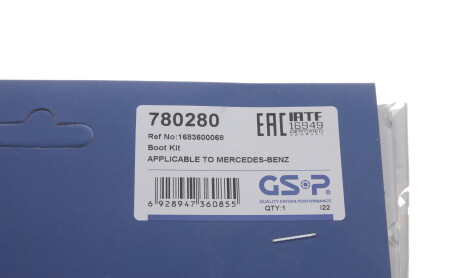 780280
Ref No:1683600068
Boot Kit
APPLICABLE TO MERCEDES-BENZ
EAC
IATF
16949
6 928947 360855
GSP
QUALITY DRIVEN PERFORMANCE
QTY:1
I22